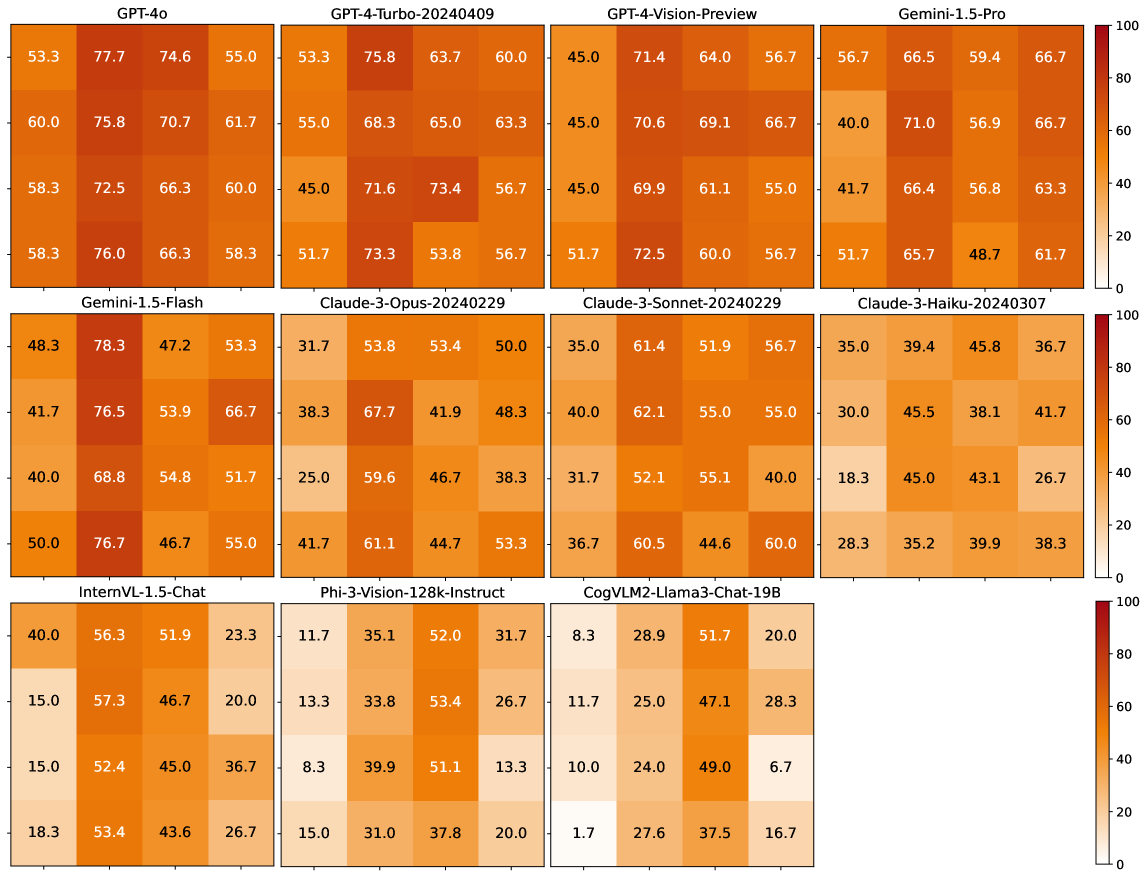 GPT-4o GPT-4-Turbo-20240409 GPT-4-Vision-Preview Gemini-1.5-Pro
53.3 77.7 74.6 55.0 53.3 75.8 63.7 60.0 45.0 71.4 64.0 56.7 56.7 66.5 59.4 66.7 100
80
60.0 75.8 70.7 61.7 55.0 68.3 65.0 63.3 45.0 70.6 69.1 66.7 40.0 71.0 56.9 66.7
60
58.3 72.5 66.3 60.0 45.0 71.6 73.4 56.7 45.0 69.9 61.1 55.0 41.7 66.4 56.8 63.3 40
20
58.3 76.0 66.3 58.3 51.7 73.3 53.8 56.7 51.7 72.5 60.0 56.7 51.7 65.7 48.7 61.7
0
Gemini-1.5-Flash Claude-3-Opus-20240229 Claude-3-Sonnet-20240229 Claude-3-Haiku-20240307
100
48.3 78.3 47.2 53.3 31.7 53.8 53.4 50.0 35.0 61.4 51.9 56.7 35.0 39.4 45.8 36.7
80
41.7 76.5 53.9 66.7 38.3 67.7 41.9 48.3 40.0 62.1 55.0 55.0 30.0 45.5 38.1 41.7
60
40.0 68.8 54.8 51.7 25.0 59.6 46.7 38.3 31.7 52.1 55.1 40.0 18.3 45.0 43.1 26.7
40
20
50.0 76.7 46.7 55.0 41.7 61.1 44.7 53.3 36.7 60.5 44.6 60.0 28.3 35.2 39.9 38.3
0
InternVL-1.5-Chat Phi-3-Vision-128k-Instruct CogVLM2-Llama3-Chat-19B
100
40.0 56.3 51.9 23.3 11.7 35.1 52.0 31.7 8.3 28.9 51.7 20.0
80
15.0 57.3 46.7 20.0 13.3 33.8 53.4 26.7 11.7 25.0 47.1 28.3
60
15.0 52.4 45.0 36.7 8.3 39.9 51.1 13.3 10.0 24.0 49.0 6.7
40
20
18.3 53.4 43.6 26.7 15.0 31.0 37.8 20.0 1.7 27.6 37.5 16.7
0